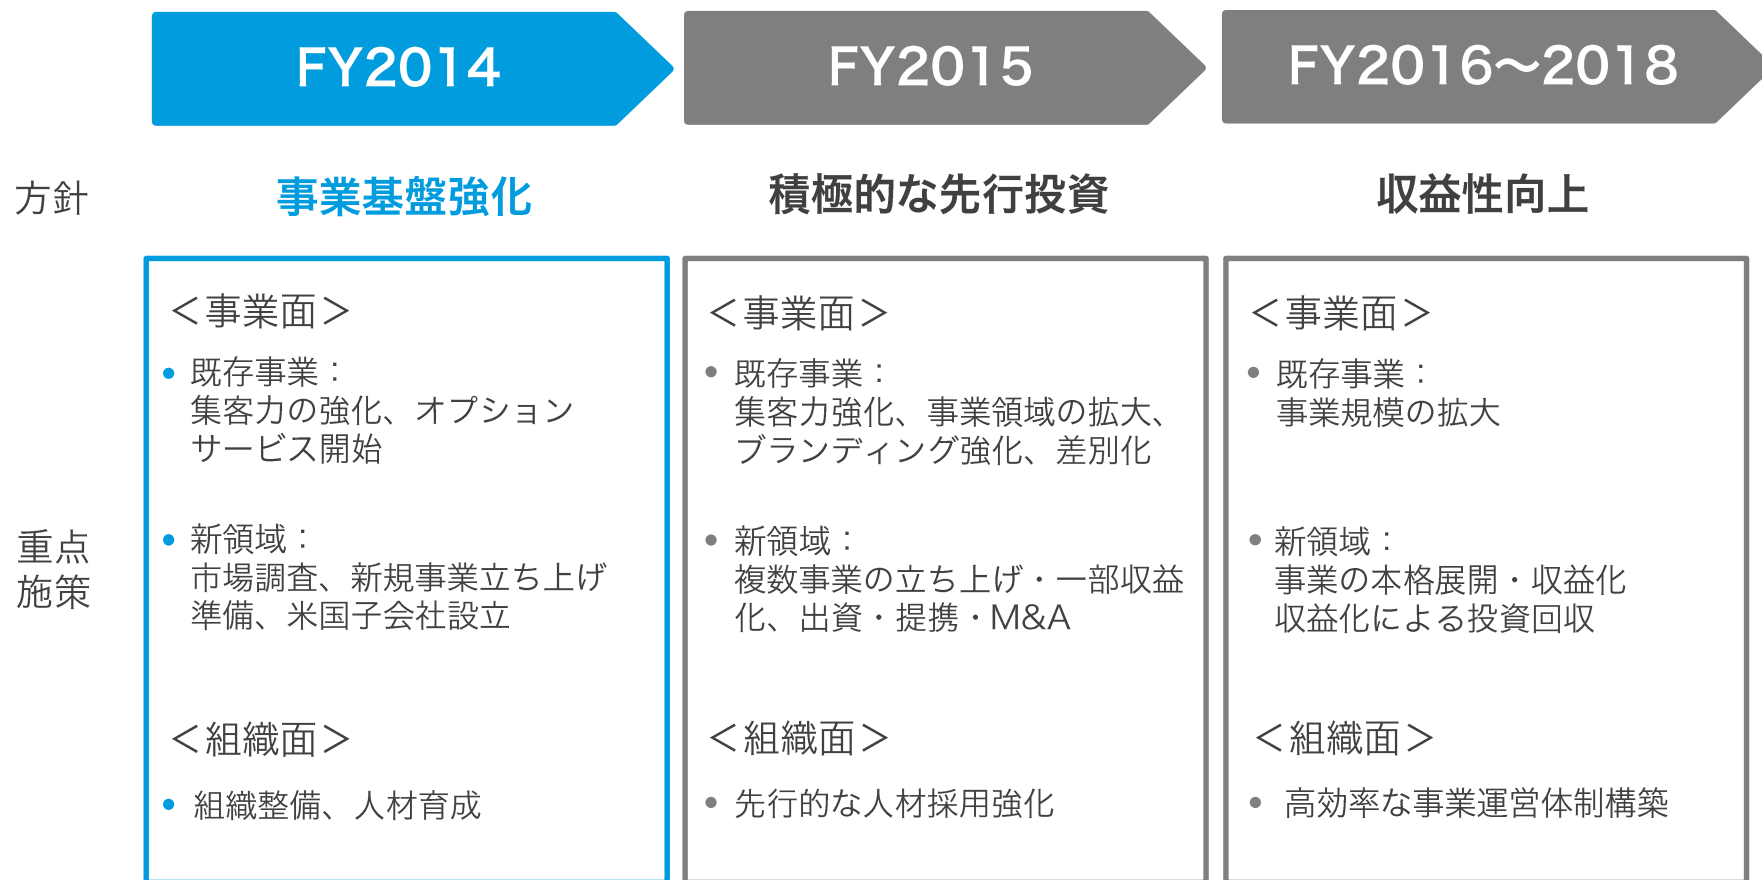 FY2014
FY2015
FY2016〜2018
方針
事業基盤強化
積極的な先行投資
収益性向上
重点
施策
＜事業面＞
• 既存事業：
集客力の強化、オプション
サービス開始
• 新領域：
市場調査、新規事業立ち上げ
準備、米国子会社設立
＜組織面＞
• 組織整備、人材育成
＜事業面＞
• 既存事業：
集客力強化、事業領域の拡大、
ブランディング強化、差別化
• 新領域：
複数事業の立ち上げ・一部収益
化、出資・提携・M&A
＜組織面＞
• 先行的な人材採用強化
＜事業面＞
• 既存事業：
事業規模の拡大
• 新領域：
事業の本格展開・収益化
収益化による投資回収
＜組織面＞
• 高効率な事業運営体制構築